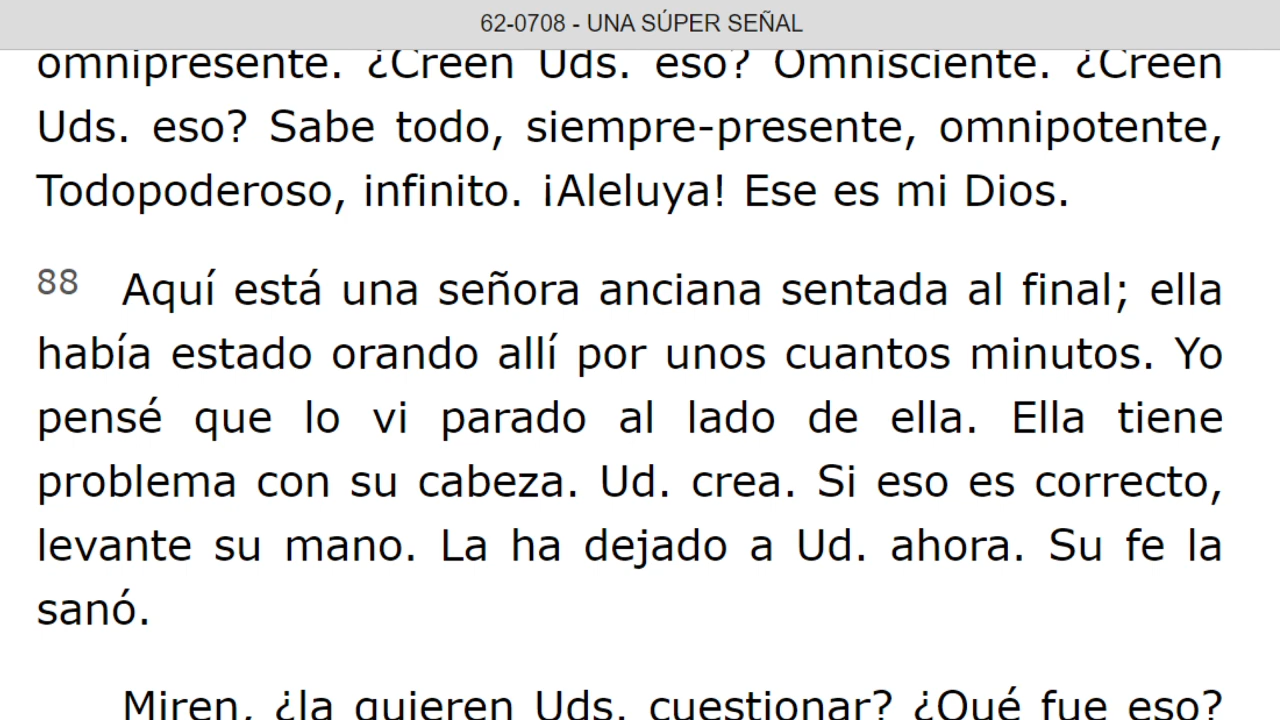 62-0708 - UNA SÚPER SEÑAL
omnipresente. ¿Creen Uds. eso? Omnisciente. ¿Creen
Uds. eso? Sabe todo, siempre-presente, omnipotente,
Todopoderoso, infinito. ¡Aleluya! Ese es mi Dios.
88 Aquí está una señora anciana sentada al final; ella
había estado orando allí por unos cuantos minutos. Yo
pensé que lo vi parado al lado de ella. Ella tiene
problema con su cabeza. Ud. crea. Si eso es correcto,
levante su mano. La ha dejado a Ud. ahora. Su fe la
sanó.
Miren, ¿la quieren Uds. cuestionar? ¿Qué fue eso?